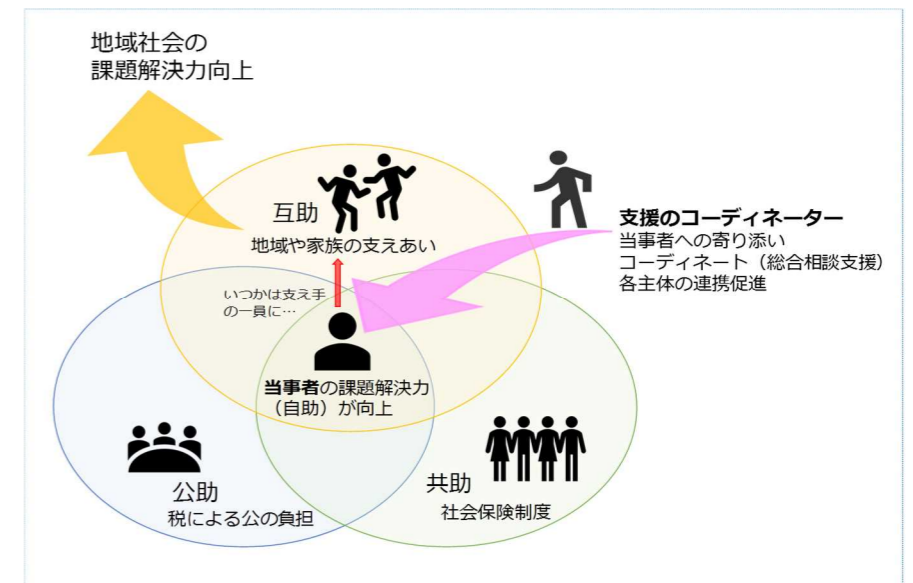 地域社会の
課題解決力向上
互助
地域や家族の支えあい
支援のコーディネーター
当事者への寄り添い
コーディネート（総合相談支援）
各主体の連携促進
いつかは支え手
の一員に…
当事者の課題解決力
（自助）が向上
公助
税による公の負担
共助
社会保険制度